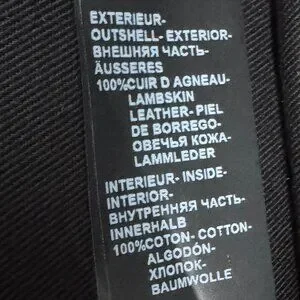 EXTERIEUR-
OUTSHELL-EXTERIOR-
ВНЕШНЯЯ ЧАСТЬ-
ÄUSSERES
100%CUIR D AGNEAU-
LAMBSKIN
LEATHER-PIEL
DE BORREGO-
ОВЕЧЬЯ КОЖА-
LAMMLEDER
INTERIEUR-INSIDE-
INTERIOR-
ВНУТРЕННЯЯ ЧАСТЬ-
INNERHALB
100%COTON-COTTON-
ALGODÓN-
ХЛОПОК-
BAUMWOLLE